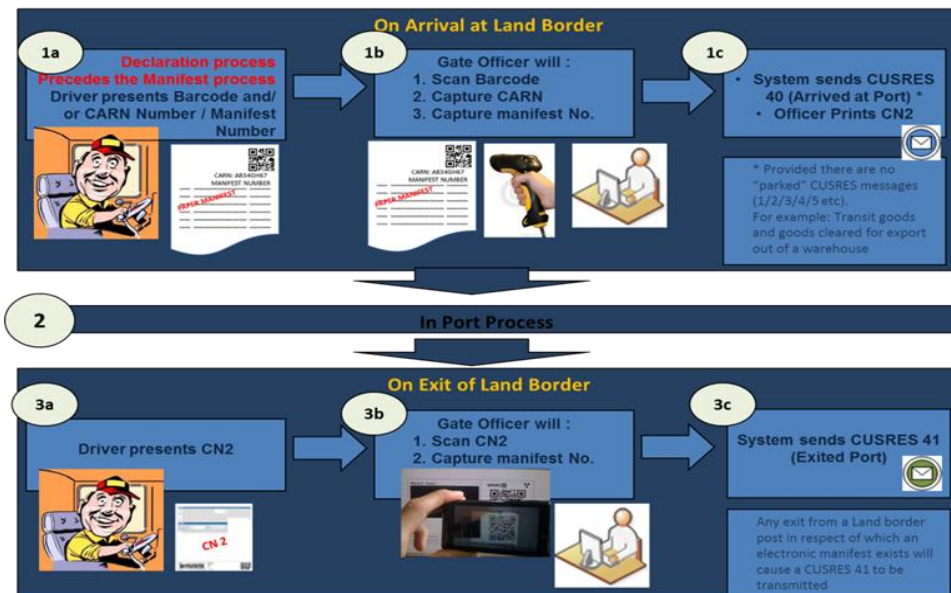 On Arrival at Land Border
1a
Declaration process
Precedes the Manifest process
Driver presents Barcode and/
or CARN Number / Manifest
Number
CARN: AB34GH67
MANIFEST NUMBER
PAPER MANIFEST
1b
Gate Officer will :
1. Scan Barcode
2. Capture CARN
3. Capture manifest No.
CARN: AB34GH67
MANIFEST NUMBER
PAPER MANIFEST
1c
• System sends CUSRES
40 (Arrived at Port) *
• Officer Prints CN2
* Provided there are no
"parked" CUSRES messages
(1/2/3/4/5 etc).
For example: Transit goods
and goods cleared for export
out of a warehouse
2
In Port Process
On Exit of Land Border
3a
Driver presents CN2
CN 2
3b
Gate Officer will :
1. Scan CN2
2. Capture manifest No.
3c
System sends CUSRES 41
(Exited Port)
Any exit from a Land border
post in respect of which an
electronic manifest exists will
cause a CUSRES 41 to be
transmitted